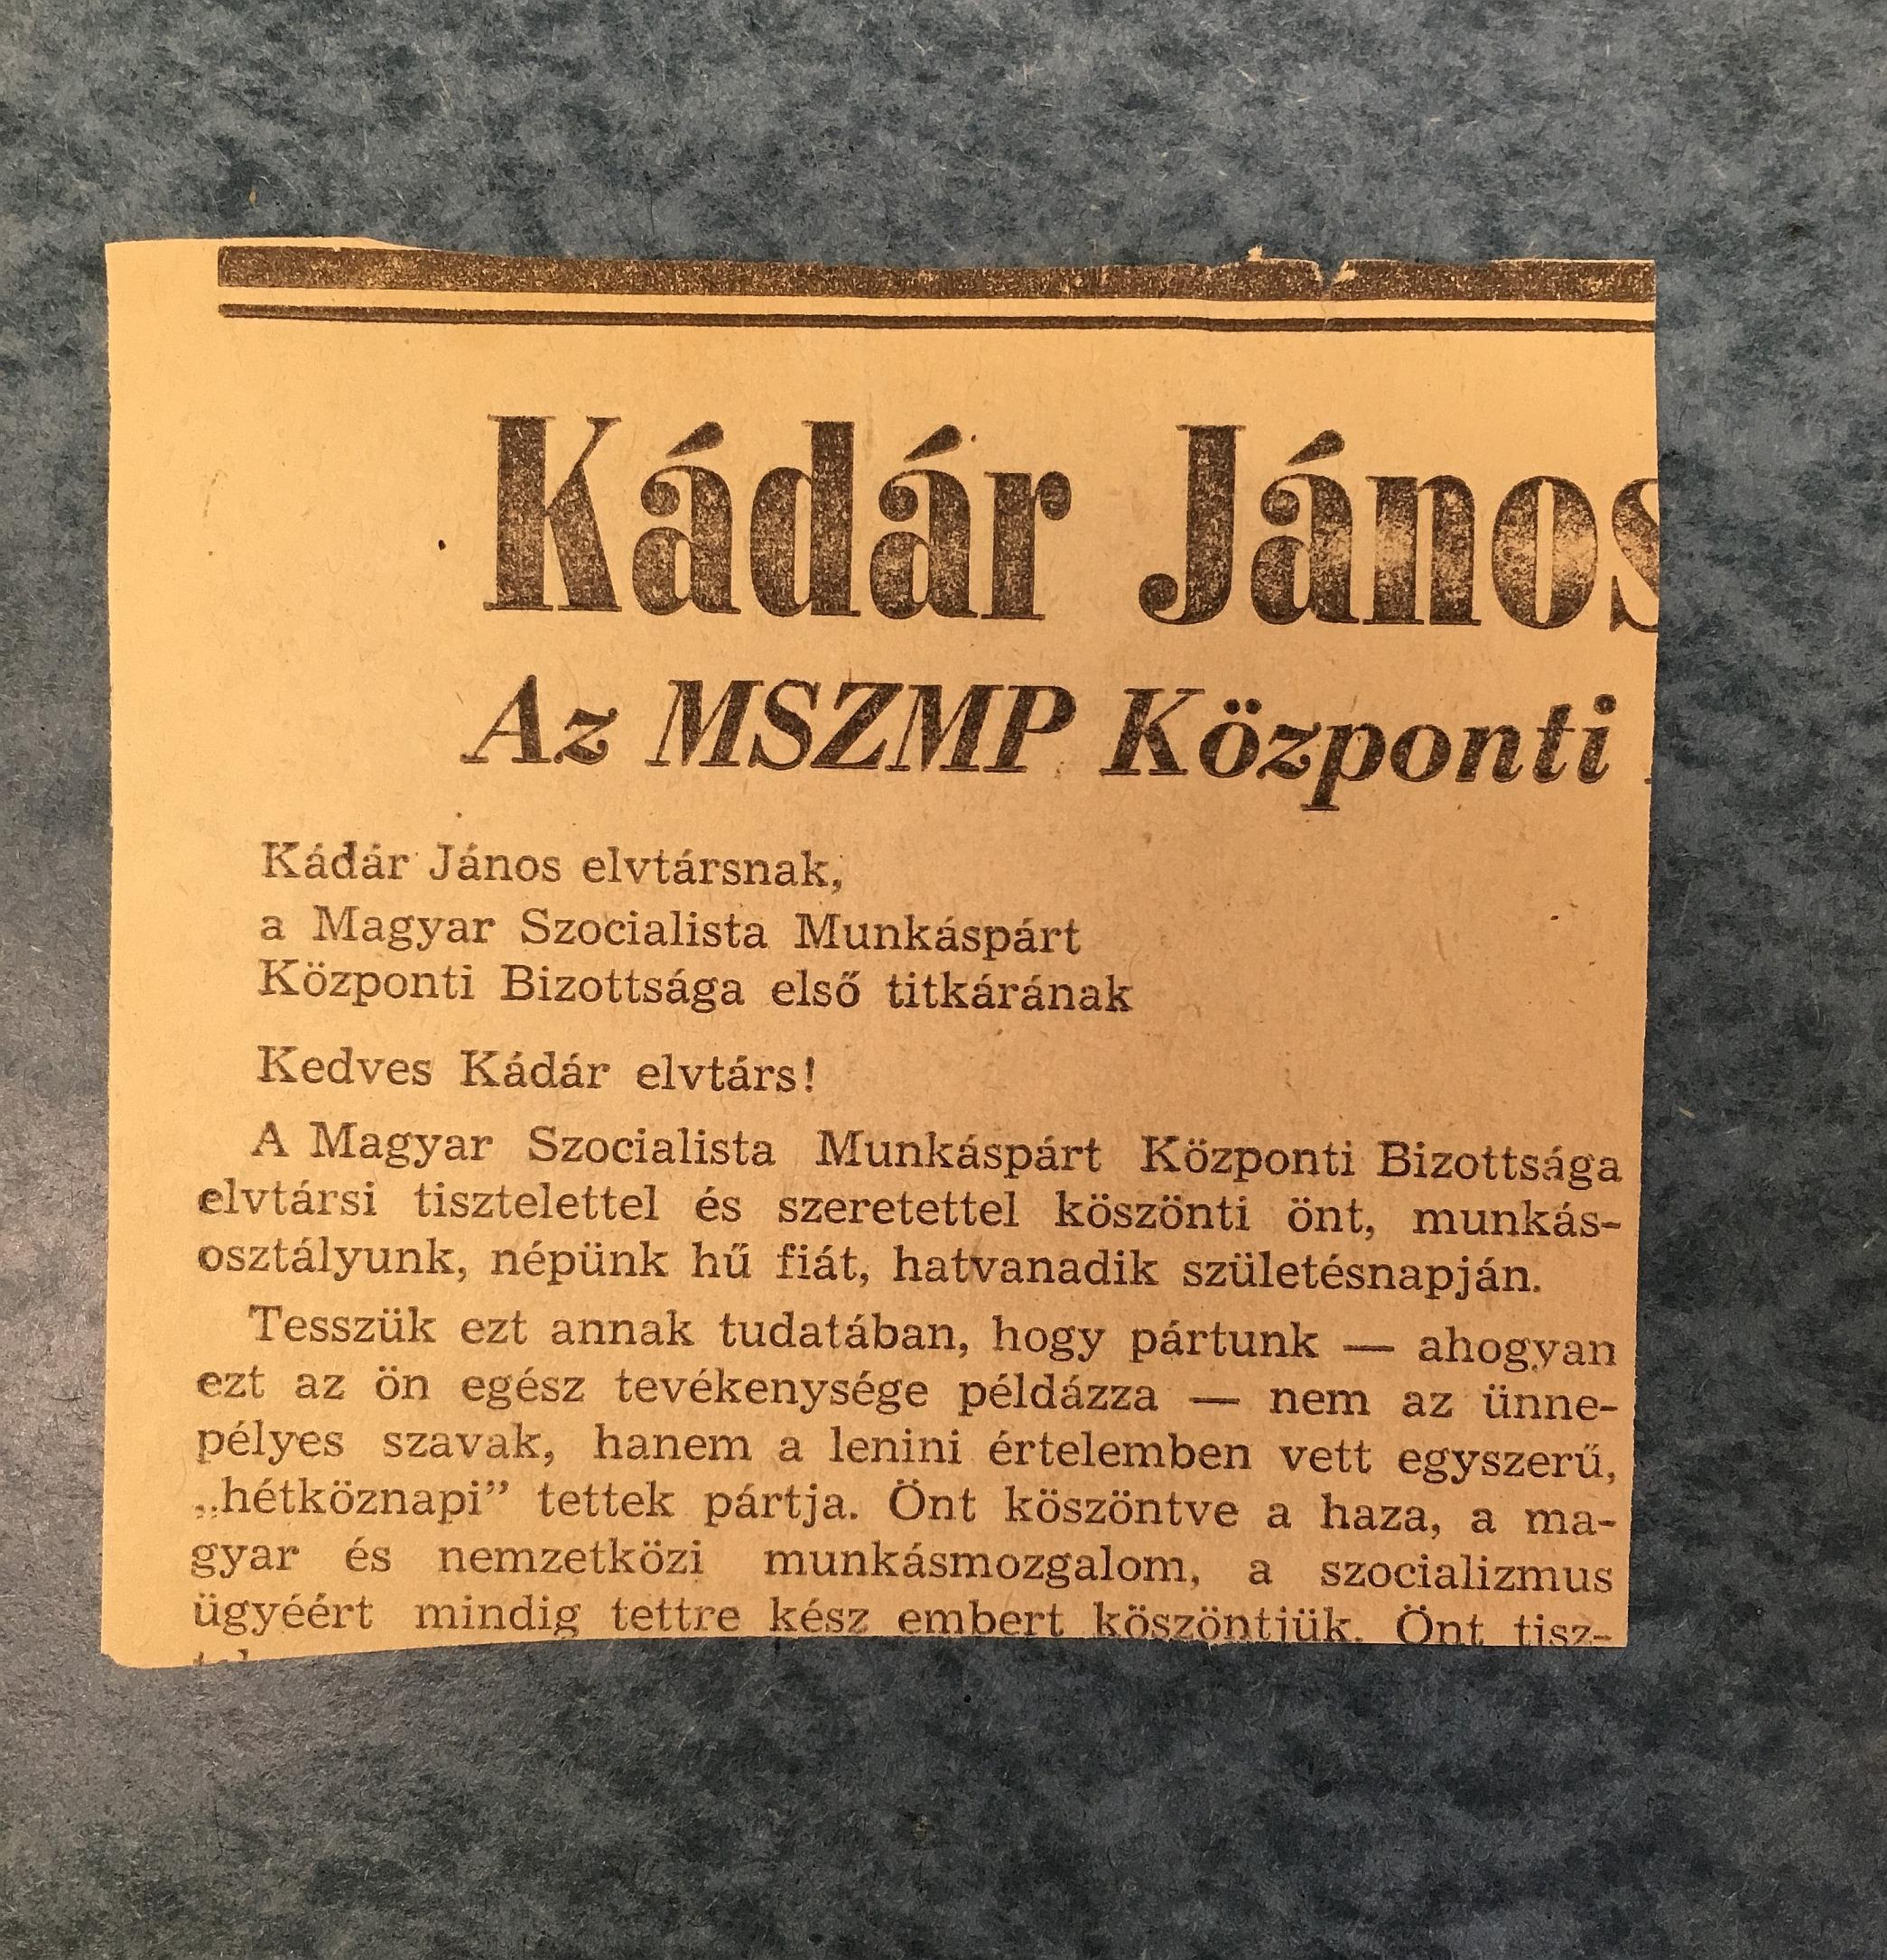 Kádár János
Az MSZMP Központi
Kádár János elvtársnak,
a Magyar Szocialista Munkáspárt
Központi Bizottsága első titkárának
Kedves Kádár elvtárs!
A Magyar Szocialista Munkáspárt Központi Bizottsága
elvtársi tisztelettel és szeretettel köszönti önt, munkás-
osztályunk, népünk hű fiát, hatvanadik születésnapján.
Tesszük ezt annak tudatában, hogy pártunk — ahogyan
ezt az ön egész tevékenysége példázza — nem az ünne-
pélyes szavak, hanem a lenini értelemben vett egyszerű,
„hétköznapi” tettek pártja. Önt köszöntve a haza, a ma-
gyar és nemzetközi munkásmozgalom, a szocializmus
ügyéért mindig tettre kész embert köszöntjük. Önt tisz-